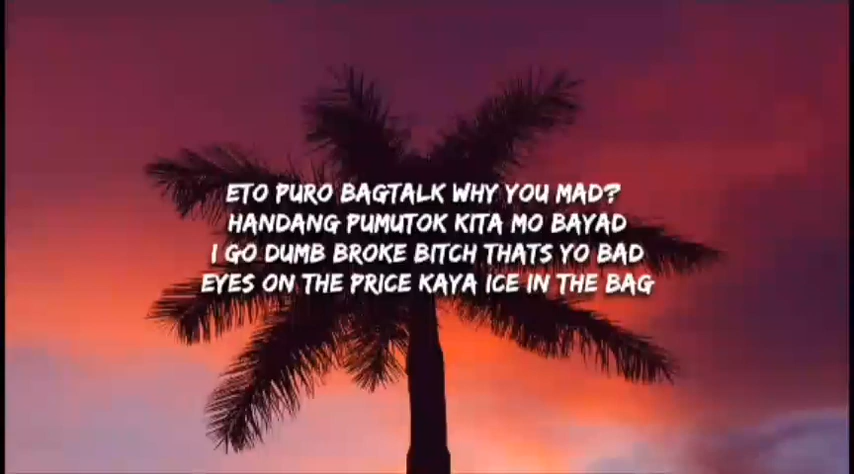 ETO PURO BAGTALK WHY YOU MAD?
HANDANG PUMUTOK KITA MO BAYAD
I GO DUMB BROKE BITCH THATS YO BAD
EYES ON THE PRICE KAYA ICE IN THE BAG